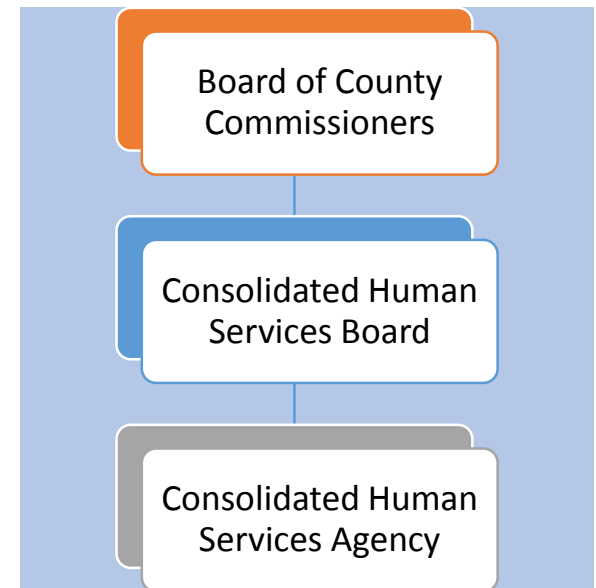 Board of County
Commissioners
Consolidated Human
Services Board
Consolidated Human
Services Agency